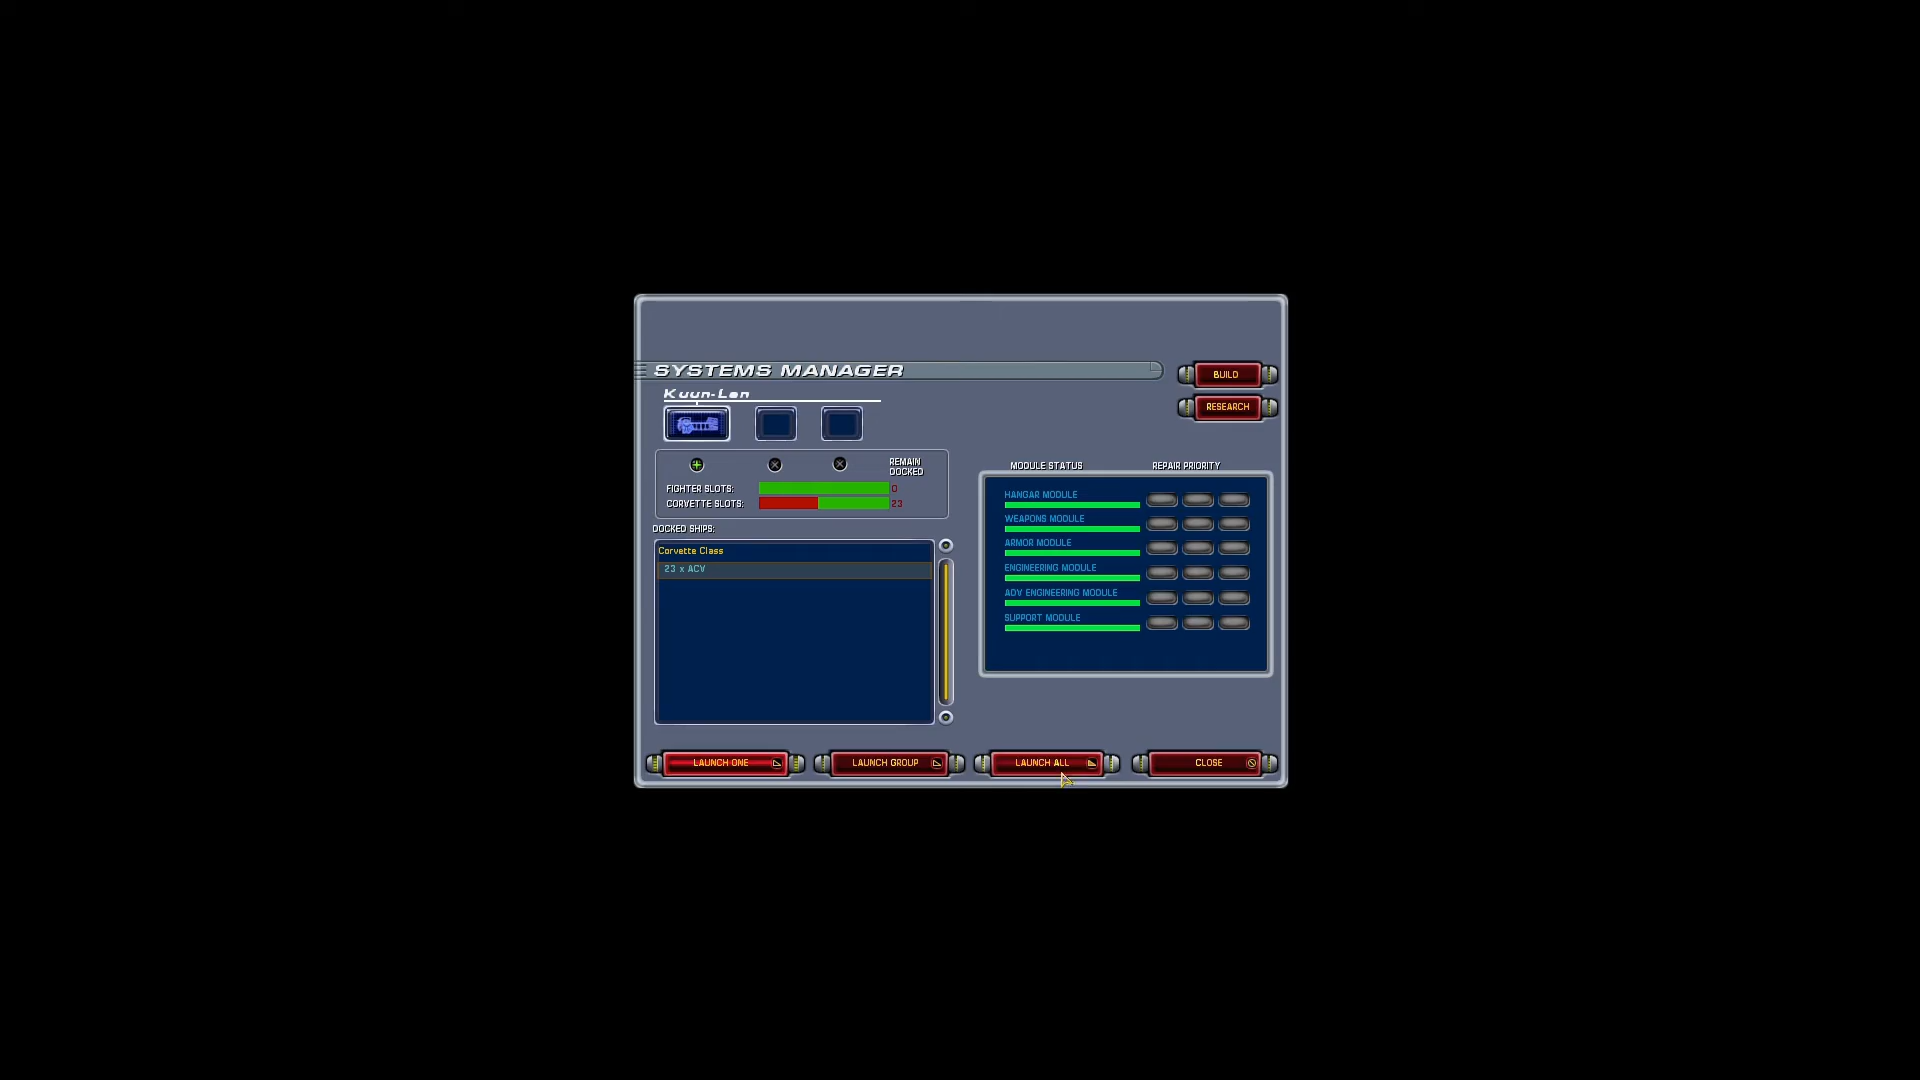 SYSTEMS MANAGER
BUILD
Kuun-Lan
RESEARCH
REMAIN
DOCKED
FIGHTER SLOTS: 0
CORVETTE SLOTS: 23
DOCKED SHIPS:
Corvette Class
23 x ACV
MODULE STATUS REPAIR PRIORITY
HANGAR MODULE
WEAPONS MODULE
ARMOR MODULE
ENGINEERING MODULE
ADV ENGINEERING MODULE
SUPPORT MODULE
LAUNCH ONE LAUNCH GROUP LAUNCH ALL CLOSE